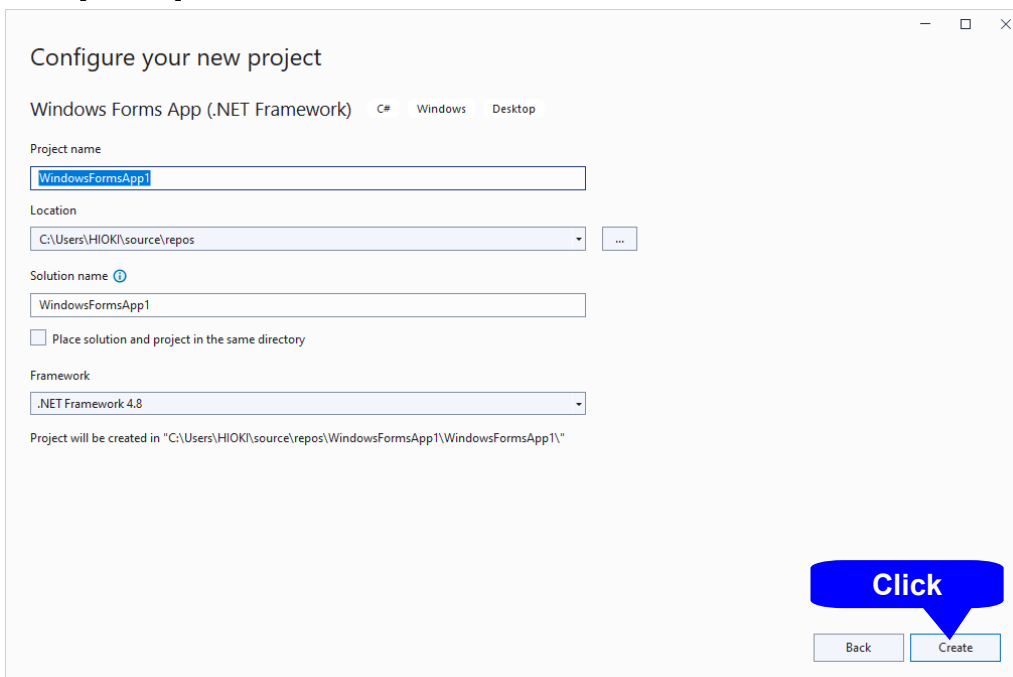 Configure your new project
Windows Forms App (.NET Framework) C# Windows Desktop
Project name
WindowsFormsApp1
Location
C:\Users\HIOKI\source\repos
...
Solution name
WindowsFormsApp1
Place solution and project in the same directory
Framework
.NET Framework 4.8
Project will be created in "C:\Users\HIOKI\source\repos\WindowsFormsApp1\WindowsFormsApp1\"
Click
Back Create